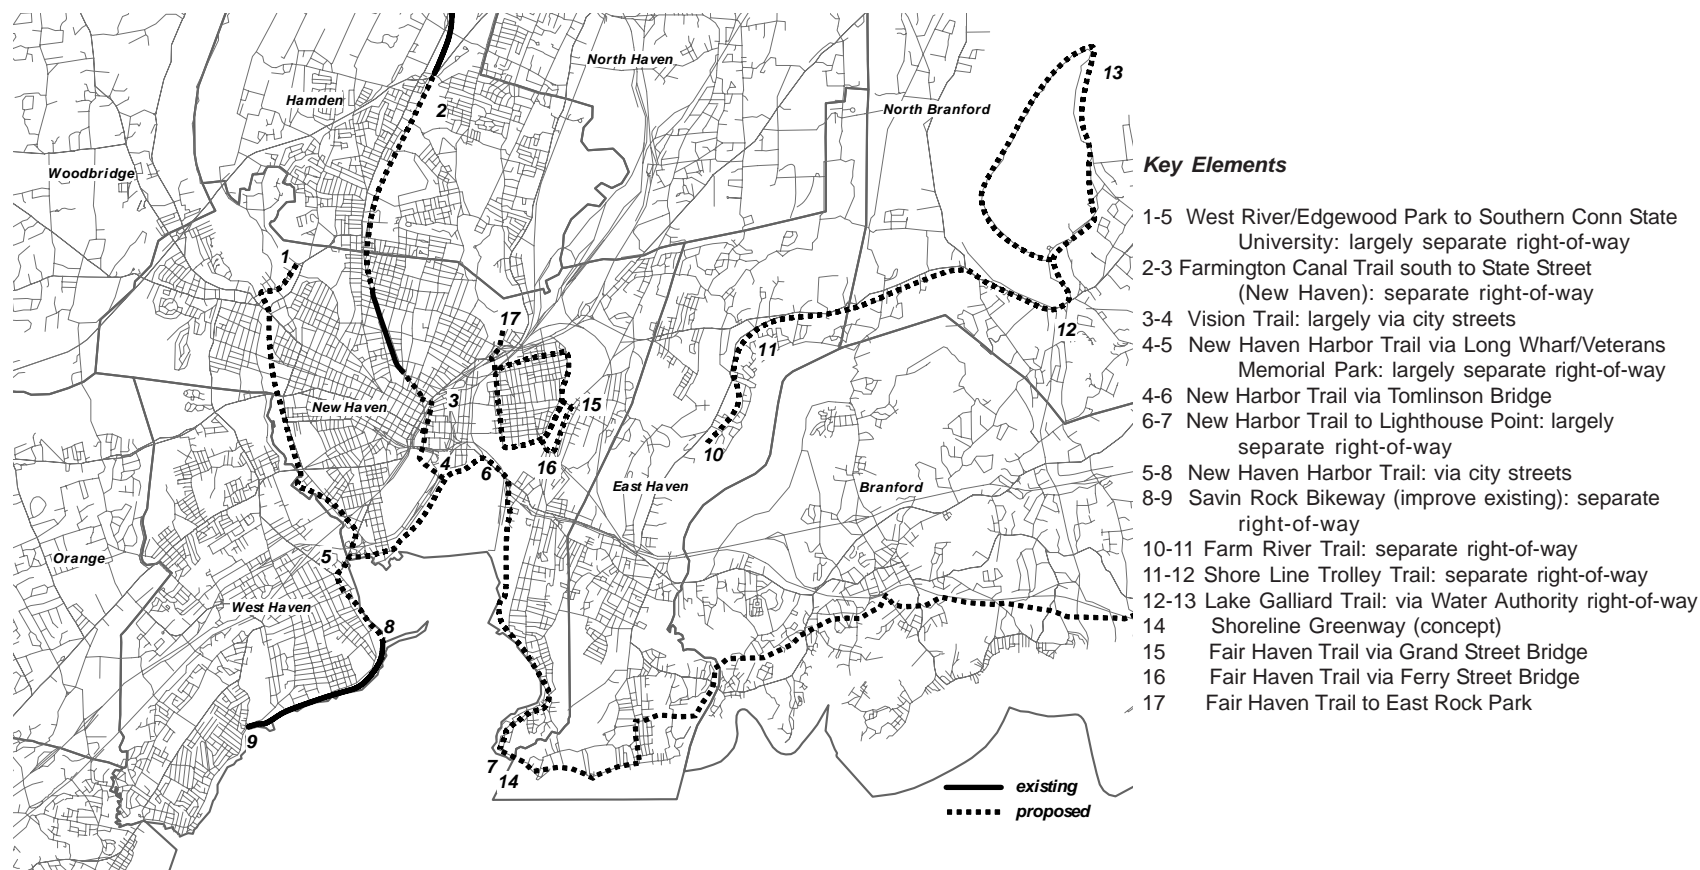 North Haven
13
Hamden
2
North Branford
Woodbridge
1
17
12
11
New Haven
3
15
10
4
6
16
East Haven
Branford
5
Orange
West Haven
8
9
7
14
existing
proposed
Key Elements
1-5 West River/Edgewood Park to Southern Conn State
University: largely separate right-of-way
2-3 Farmington Canal Trail south to State Street
(New Haven): separate right-of-way
3-4 Vision Trail: largely via city streets
4-5 New Haven Harbor Trail via Long Wharf/Veterans
Memorial Park: largely separate right-of-way
4-6 New Harbor Trail via Tomlinson Bridge
6-7 New Harbor Trail to Lighthouse Point: largely
separate right-of-way
5-8 New Haven Harbor Trail: via city streets
8-9 Savin Rock Bikeway (improve existing): separate
right-of-way
10-11 Farm River Trail: separate right-of-way
11-12 Shore Line Trolley Trail: separate right-of-way
12-13 Lake Galliard Trail: via Water Authority right-of-way
14 Shoreline Greenway (concept)
15 Fair Haven Trail via Grand Street Bridge
16 Fair Haven Trail via Ferry Street Bridge
17 Fair Haven Trail to East Rock Park